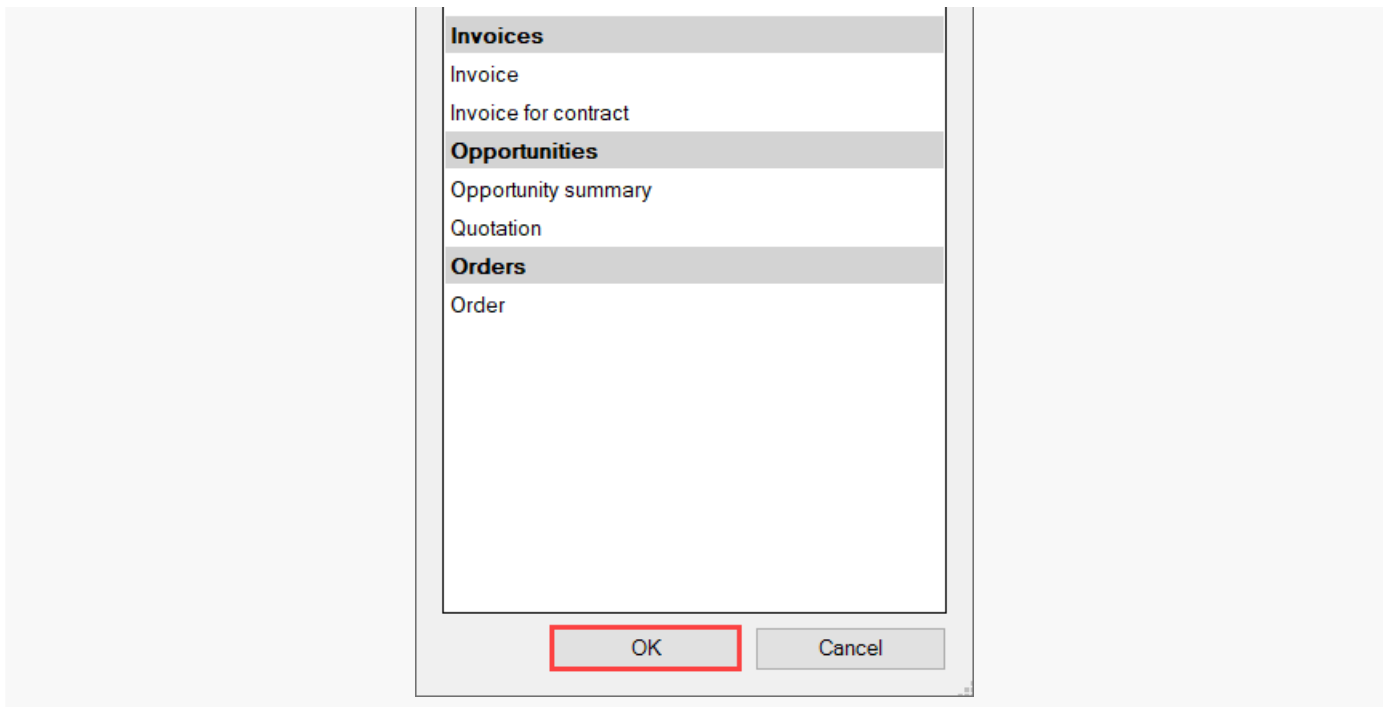 Invoices
Invoice
Invoice for contract
Opportunities
Opportunity summary
Quotation
Orders
Order
OK Cancel